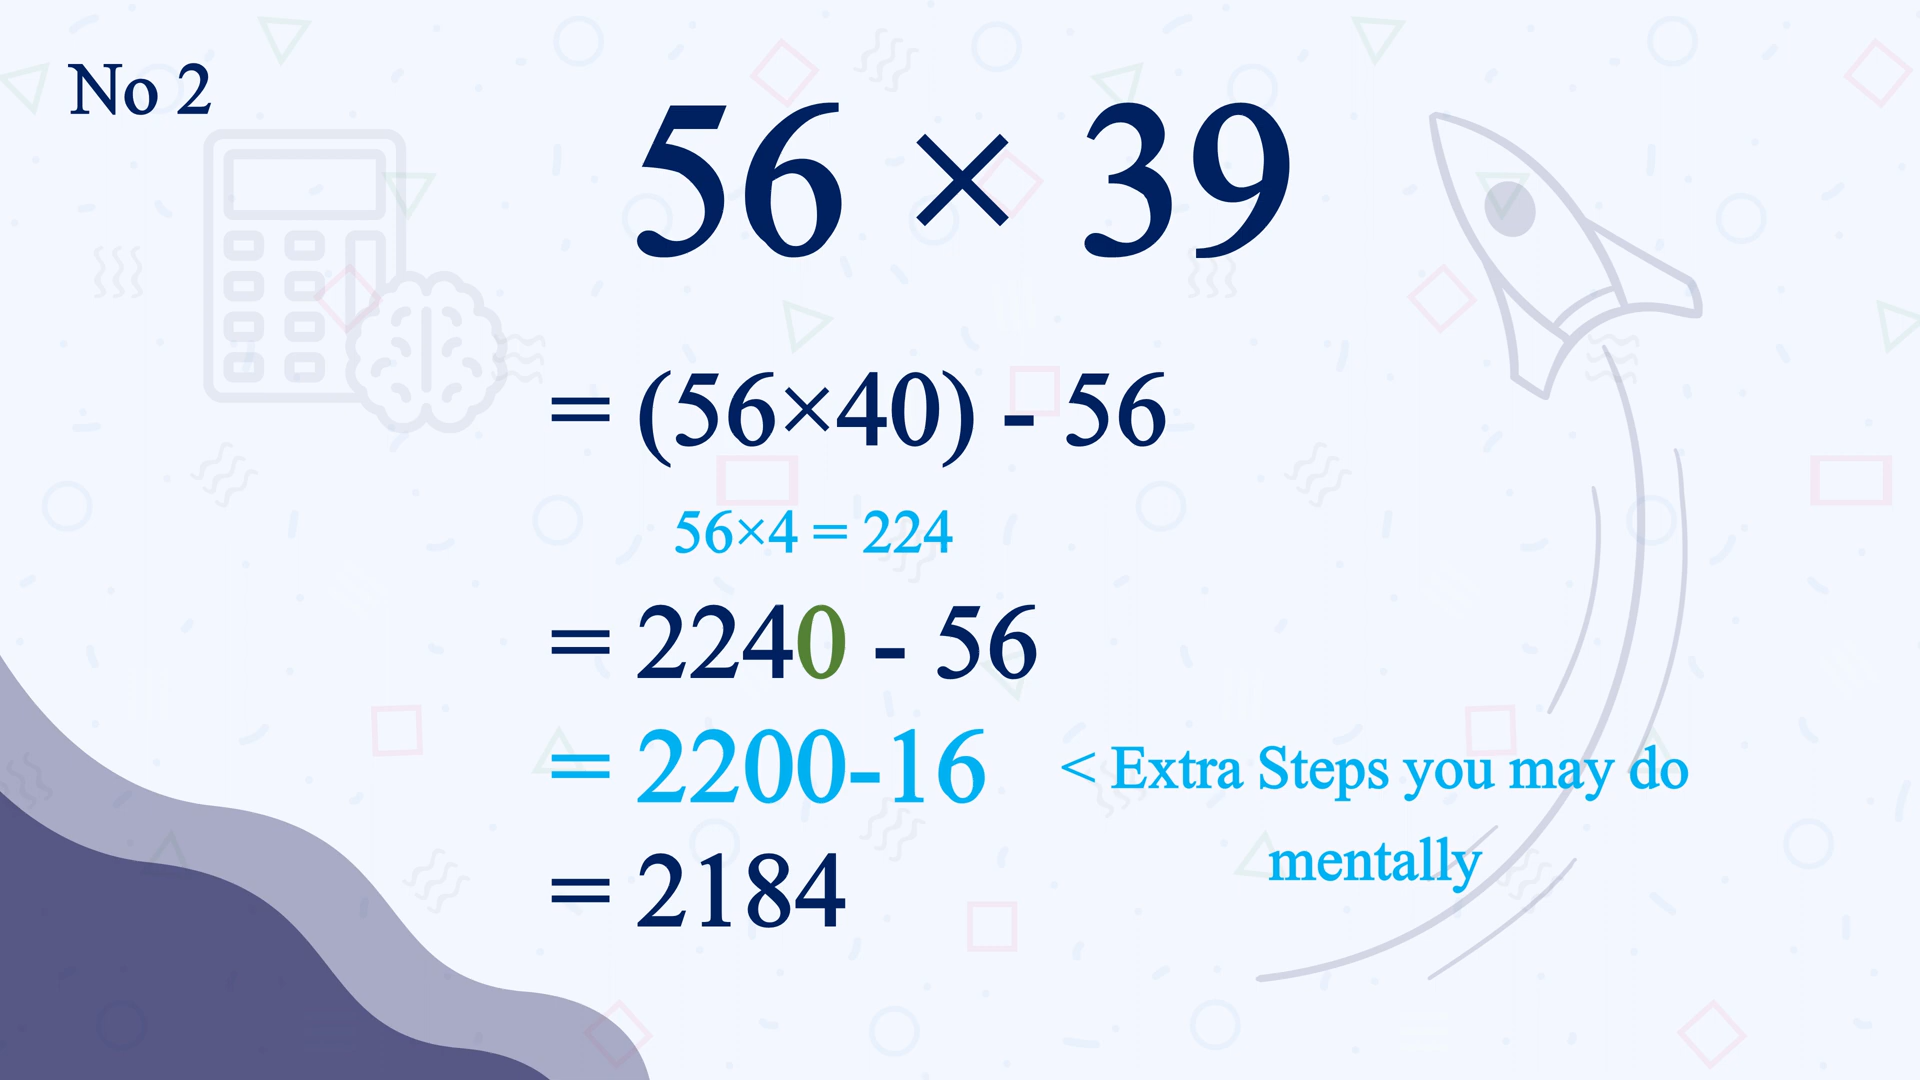 No 2
56 × 39
= (56×40) - 56
56×4 = 224
= 2240 - 56
= 2200-16 < Extra Steps you may do
mentally
= 2184